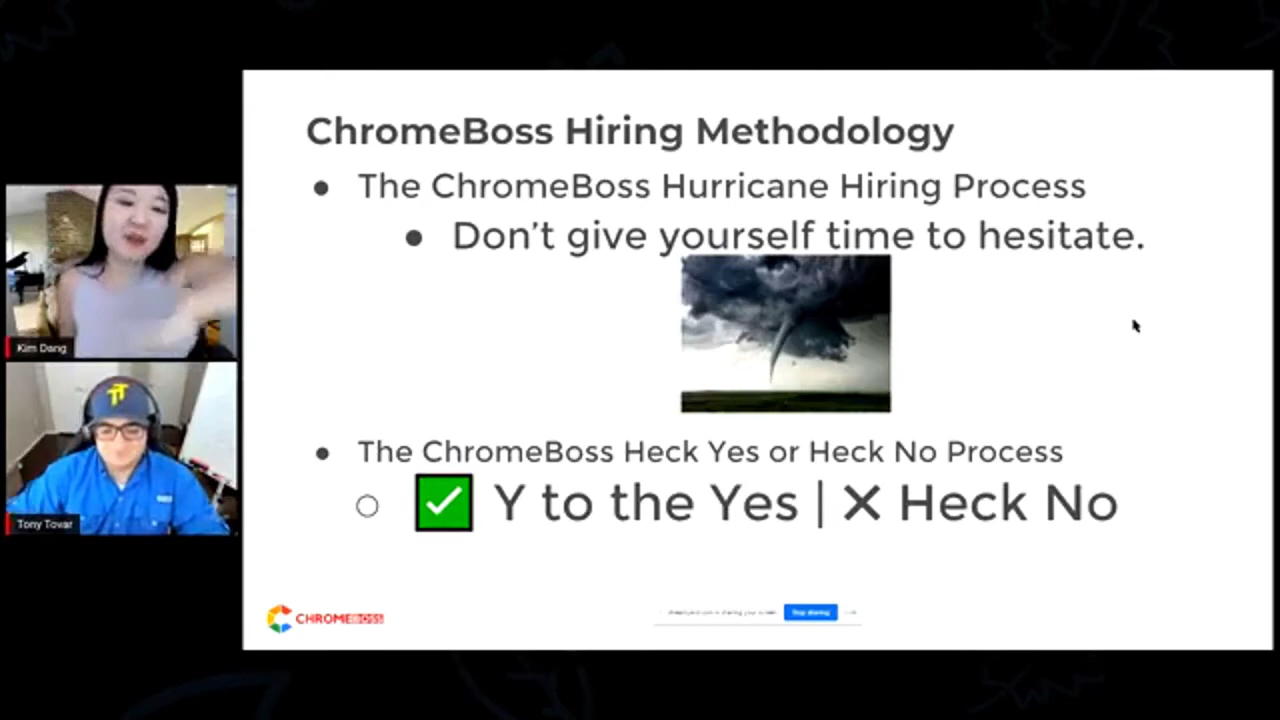 ChromeBoss Hiring Methodology
● The ChromeBoss Hurricane Hiring Process
● Don't give yourself time to hesitate.
● The ChromeBoss Heck Yes or Heck No Process
○ ✅ Y to the Yes | ✕ Heck No
Kim Dang
TT
Tony Tovar
CHROMEBOSS
Stop sharing